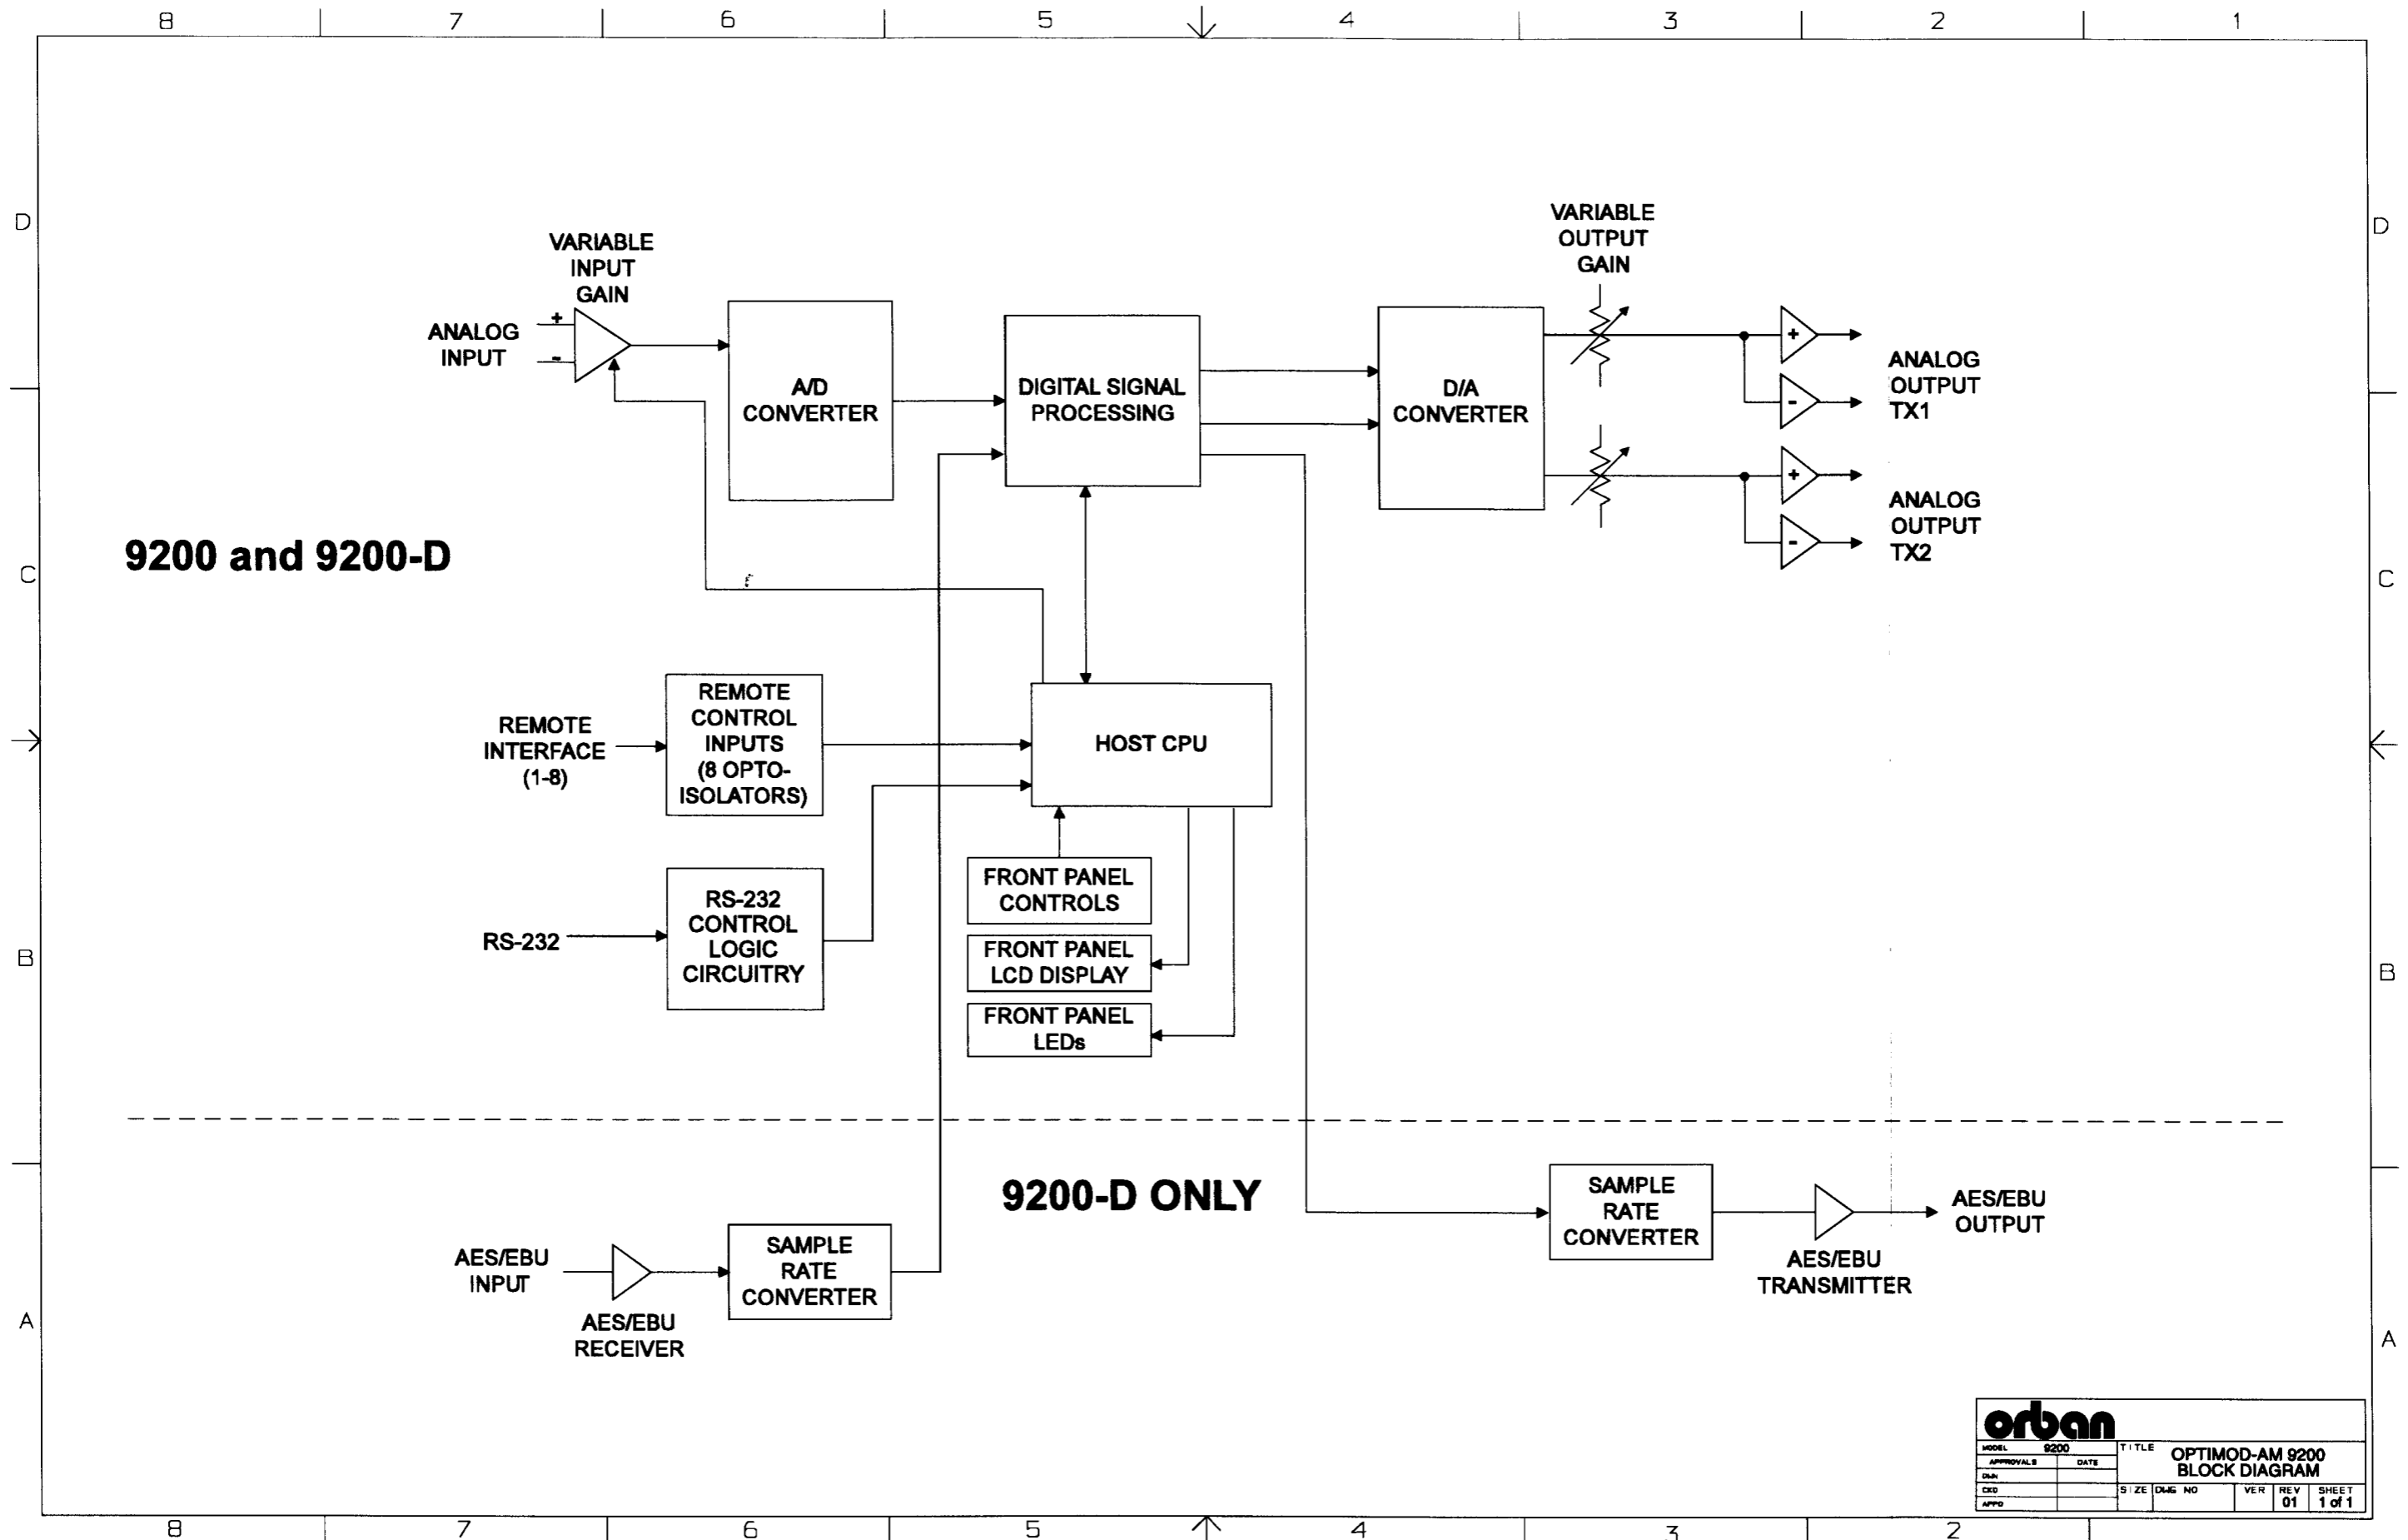 8 7 6 5 4 3 2 1
D
D
VARIABLE
INPUT
GAIN
VARIABLE
OUTPUT
GAIN
ANALOG
INPUT
+
-
A/D
CONVERTER
DIGITAL SIGNAL
PROCESSING
D/A
CONVERTER
+
-
ANALOG
OUTPUT
TX1
+
-
ANALOG
OUTPUT
TX2
9200 and 9200-D
C
C
REMOTE
INTERFACE
(1-8)
REMOTE
CONTROL
INPUTS
(8 OPTO-
ISOLATORS)
HOST CPU
RS-232
RS-232
CONTROL
LOGIC
CIRCUITRY
FRONT PANEL
CONTROLS
FRONT PANEL
LCD DISPLAY
FRONT PANEL
LEDs
B
B
9200-D ONLY
AES/EBU
INPUT
AES/EBU
RECEIVER
SAMPLE
RATE
CONVERTER
SAMPLE
RATE
CONVERTER
AES/EBU
TRANSMITTER
AES/EBU
OUTPUT
A
A
orban
MODEL 9200
APPROVALS DATE
DWN
CKD
APPD
TITLE OPTIMOD-AM 9200
BLOCK DIAGRAM
SIZE DWG NO VER REV SHEET
01 1 of 1
8 7 6 5 4 3 2